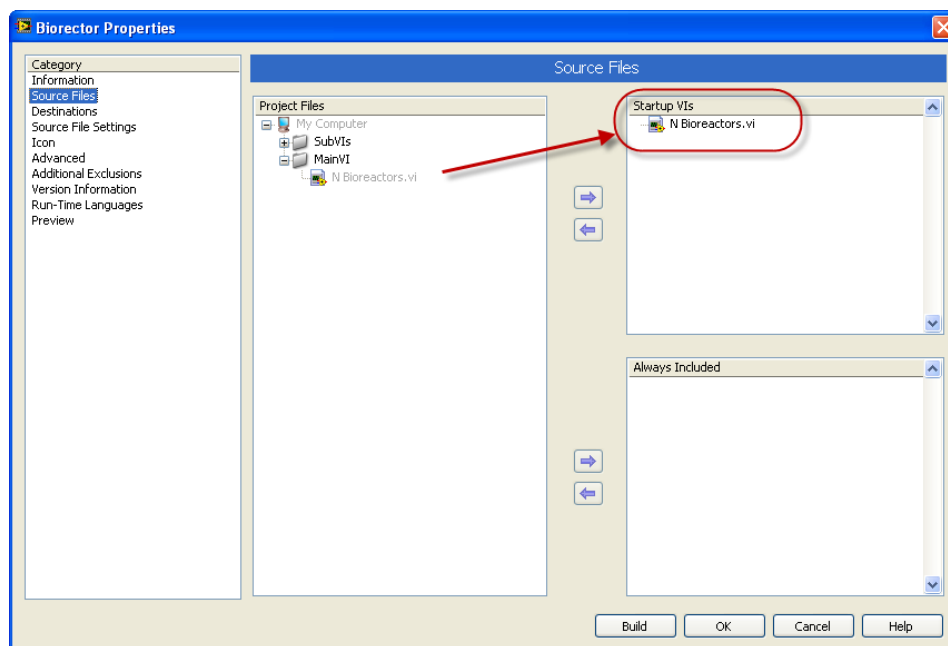 Biorector Properties
Category
Information
Source Files
Destinations
Source File Settings
Icon
Advanced
Additional Exclusions
Version Information
Run-Time Languages
Preview
Source Files
Project Files
My Computer
SubVIs
MainVI
N Bioreactors.vi
Startup VIs
N Bioreactors.vi
Always Included
Build
OK
Cancel
Help